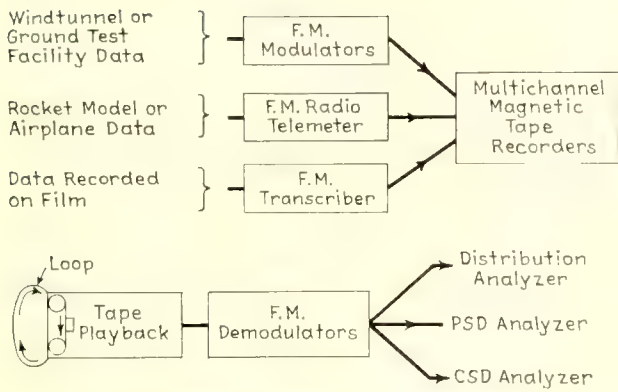 Windtunnel or
Ground Test
Facility Data
F.M.
Modulators
Rocket Model or
Airplane Data
F.M. Radio
Telemeter
Data Recorded
on Film
F.M.
Transcriber
Multichannel
Magnetic
Tape
Recorders
Loop
Tape
Playback
F.M.
Demodulators
Distribution
Analyzer
PSD Analyzer
CSD Analyzer